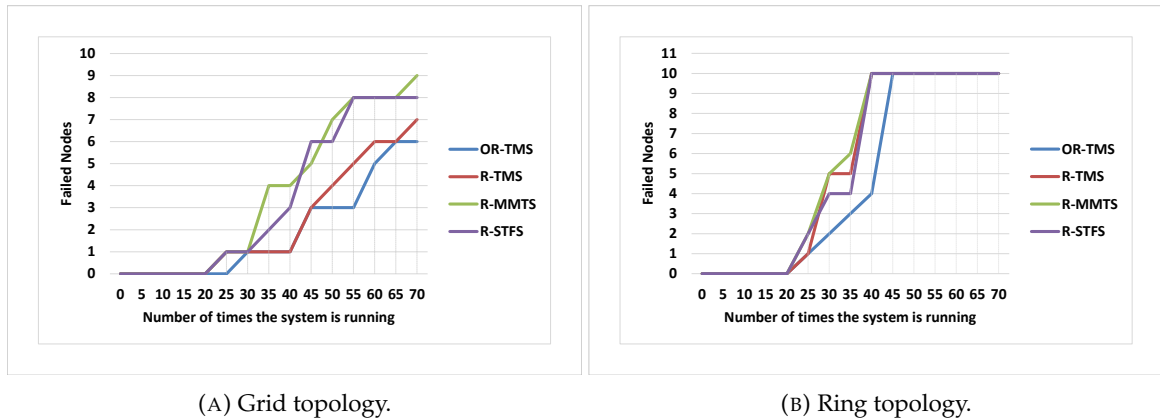 10
9
8
7
6
5
4
3
2
1
0
Failed Nodes
0 5 10 15 20 25 30 35 40 45 50 55 60 65 70
Number of times the system is running
OR-TMS
R-TMS
R-MMTS
R-STFS
(A) Grid topology.
11
10
9
8
7
6
5
4
3
2
1
0
Failed Nodes
0 5 10 15 20 25 30 35 40 45 50 55 60 65 70
Number of times the system is running
OR-TMS
R-TMS
R-MMTS
R-STFS
(B) Ring topology.